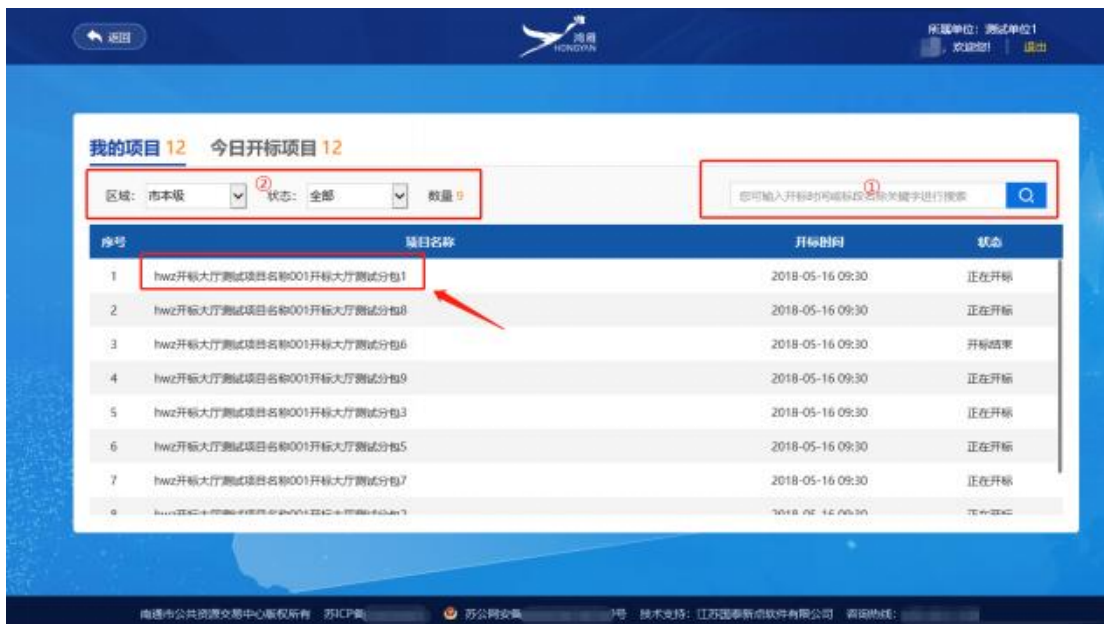 返回
鸿雁
HONGYAN
所属单位：测试单位1
，欢迎您！ 退出
我的项目 12 今日开标项目 12
区域： 市本级 ② 状态： 全部 数量 9
您可输入开标时间或标段名称关键字进行搜索 ①
序号 项目名称 开标时间 状态
1 hwz开标大厅测试项目名称001开标大厅测试分包1 2018-05-16 09:30 正在开标
2 hwz开标大厅测试项目名称001开标大厅测试分包8 2018-05-16 09:30 正在开标
3 hwz开标大厅测试项目名称001开标大厅测试分包6 2018-05-16 09:30 开标结束
4 hwz开标大厅测试项目名称001开标大厅测试分包9 2018-05-16 09:30 正在开标
5 hwz开标大厅测试项目名称001开标大厅测试分包3 2018-05-16 09:30 正在开标
6 hwz开标大厅测试项目名称001开标大厅测试分包5 2018-05-16 09:30 正在开标
7 hwz开标大厅测试项目名称001开标大厅测试分包7 2018-05-16 09:30 正在开标
南通市公共资源交易中心版权所有 苏ICP备 苏公网安备 号 技术支持：江苏国泰新点软件有限公司 咨询热线：